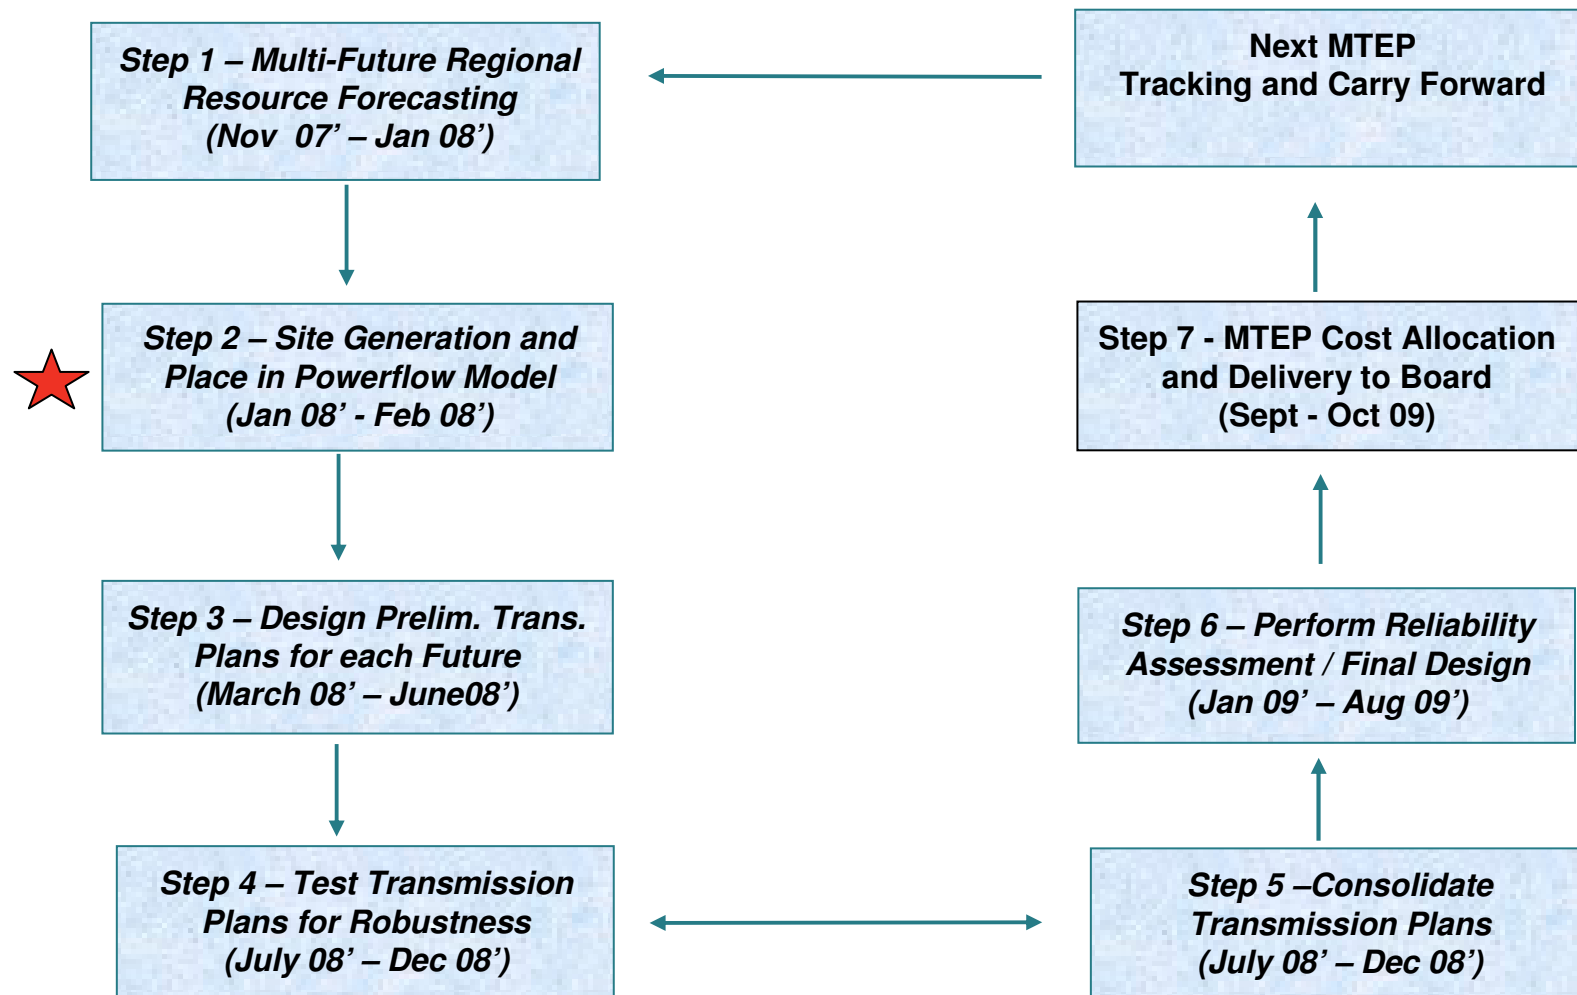 Step 1 – Multi-Future Regional
Resource Forecasting
(Nov  07’ – Jan 08’)
Step 2 – Site Generation and
Place in Powerflow Model
(Jan 08’ - Feb 08’)
Step 3 – Design Prelim. Trans.
Plans for each Future
(March 08’ – June08’)
Step 4 – Test Transmission
Plans for Robustness
(July 08’ – Dec 08’)
Step 5 –Consolidate
Transmission Plans
(July 08’ – Dec 08’)
Step 6 – Perform Reliability
Assessment / Final Design
(Jan 09’ – Aug 09’)
Step 7 - MTEP Cost Allocation
and Delivery to Board
(Sept - Oct 09)
Next MTEP
Tracking and Carry Forward